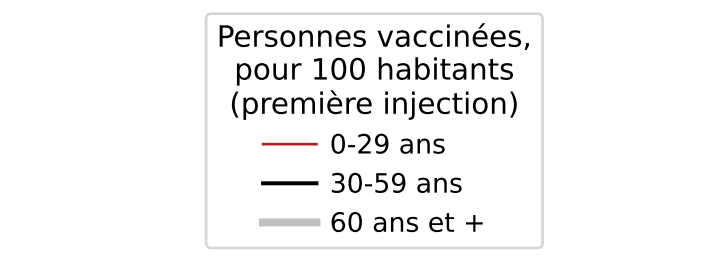 Personnes vaccinées,
pour 100 habitants
(première injection)
0-29 ans
30-59 ans
60 ans et +